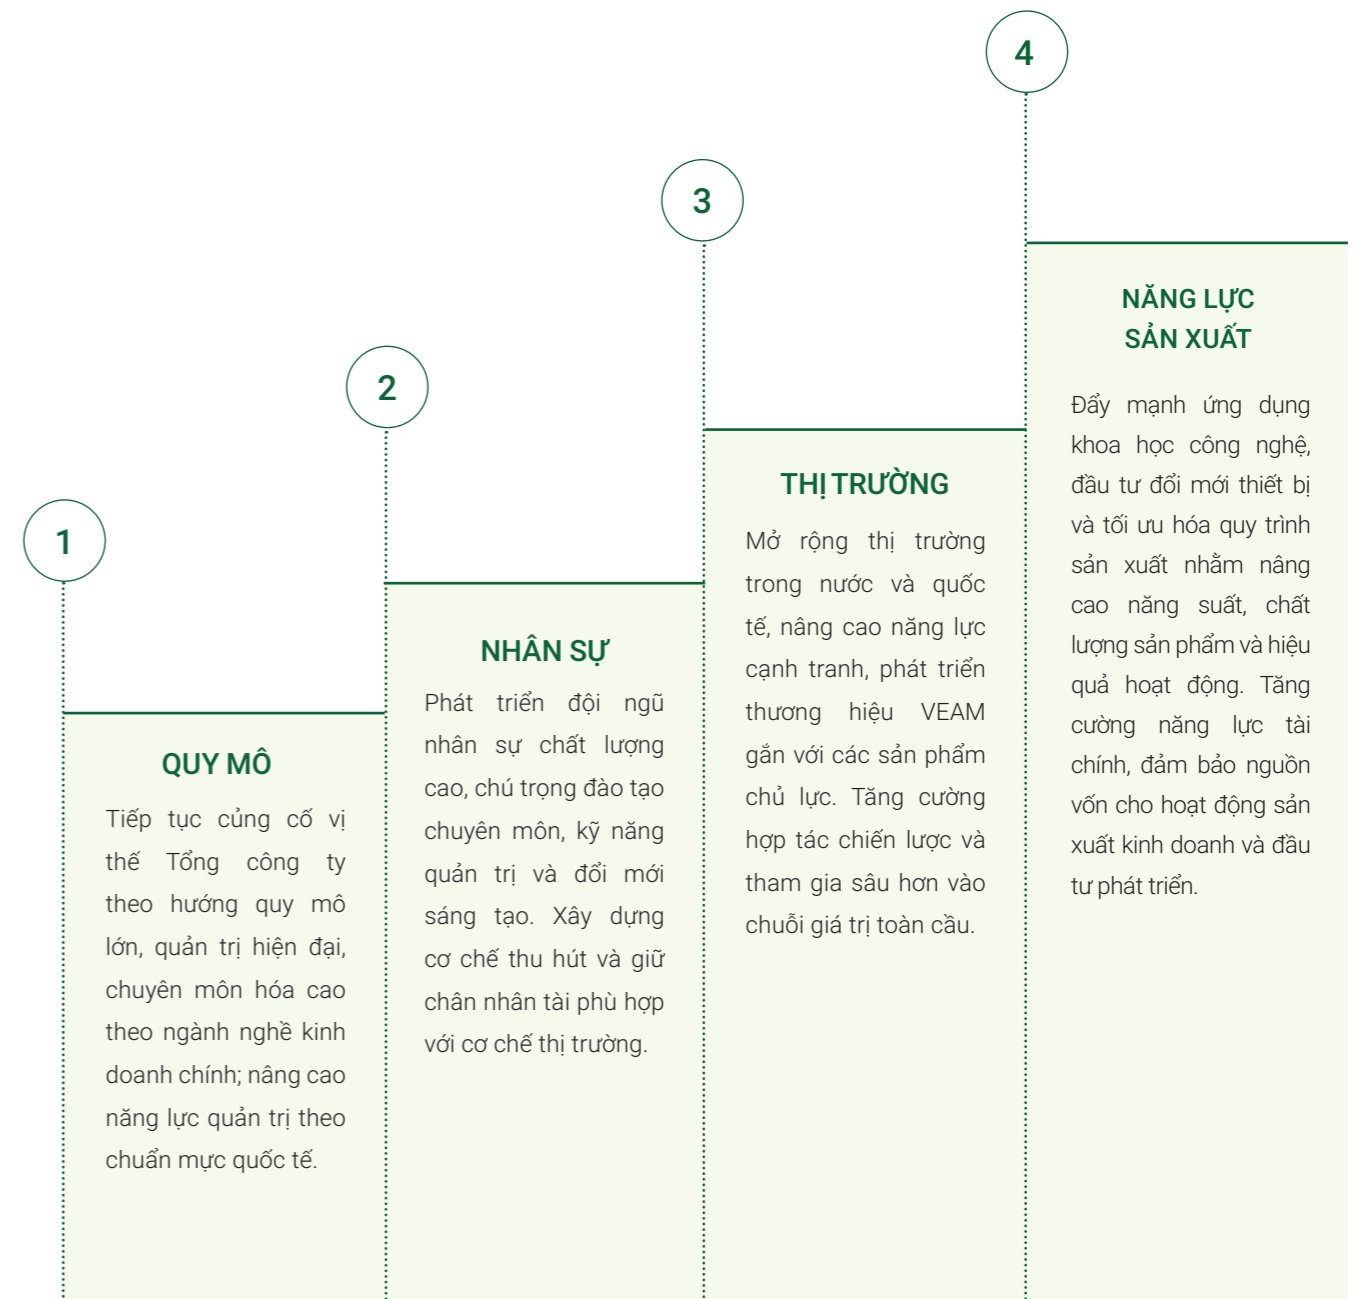 1
QUY MÔ
Tiếp tục củng cố vị
thế Tổng công ty
theo hướng quy mô
lớn, quản trị hiện đại,
chuyên môn hóa cao
theo ngành nghề kinh
doanh chính; nâng cao
năng lực quản trị theo
chuẩn mực quốc tế.
2
NHÂN SỰ
Phát triển đội ngũ
nhân sự chất lượng
cao, chú trọng đào tạo
chuyên môn, kỹ năng
quản trị và đổi mới
sáng tạo. Xây dựng
cơ chế thu hút và giữ
chân nhân tài phù hợp
với cơ chế thị trường.
3
THỊ TRƯỜNG
Mở rộng thị trường
trong nước và quốc
tế, nâng cao năng lực
cạnh tranh, phát triển
thương hiệu VEAM
gắn với các sản phẩm
chủ lực. Tăng cường
hợp tác chiến lược và
tham gia sâu hơn vào
chuỗi giá trị toàn cầu.
4
NĂNG LỰC
SẢN XUẤT
Đẩy mạnh ứng dụng
khoa học công nghệ,
đầu tư đổi mới thiết bị
và tối ưu hóa quy trình
sản xuất nhằm nâng
cao năng suất, chất
lượng sản phẩm và hiệu
quả hoạt động. Tăng
cường năng lực tài
chính, đảm bảo nguồn
vốn cho hoạt động sản
xuất kinh doanh và đầu
tư phát triển.